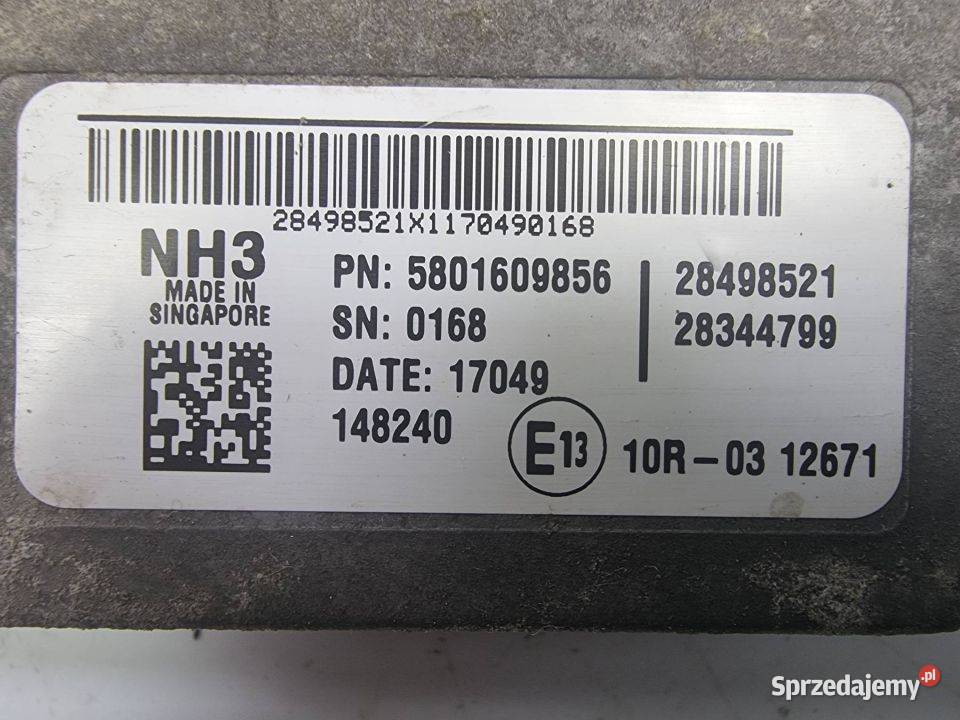 28498521X1170490168
NH3
MADE IN
SINGAPORE
PN: 5801609856
SN: 0168
DATE: 17049
148240
28498521
28344799
E13
10R-03 12671
Sprzedajemy.pl